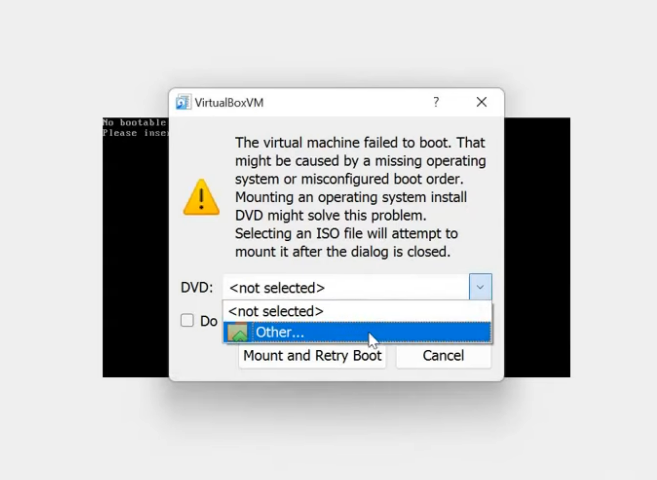 VirtualBoxVM
?
No bootable
Please inse
The virtual machine failed to boot. That
might be caused by a missing operating
system or misconfigured boot order.
Mounting an operating system install
DVD might solve this problem.
Selecting an ISO file will attempt to
mount it after the dialog is closed.
DVD: <not selected>
<not selected>
Do
Other...
Mount and Retry Boot Cancel